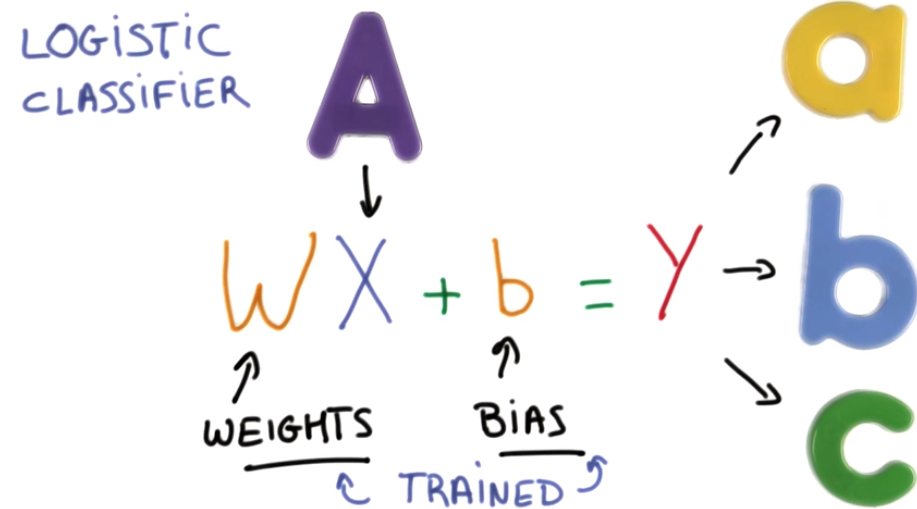 LOGISTIC
CLASSIFIER
A
a
WX + b = Y
b
WEIGHTS
BIAS
TRAINED
c